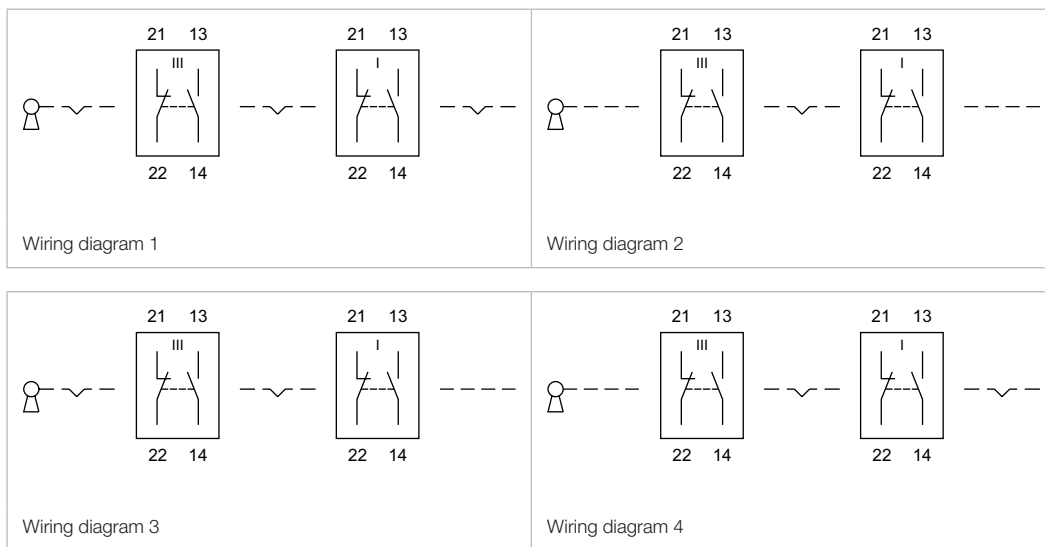 21 13 21 13 21 13 21 13
III I III I
22 14 22 14 22 14 22 14
Wiring diagram 1 Wiring diagram 2
21 13 21 13 21 13 21 13
III I III I
22 14 22 14 22 14 22 14
Wiring diagram 3 Wiring diagram 4